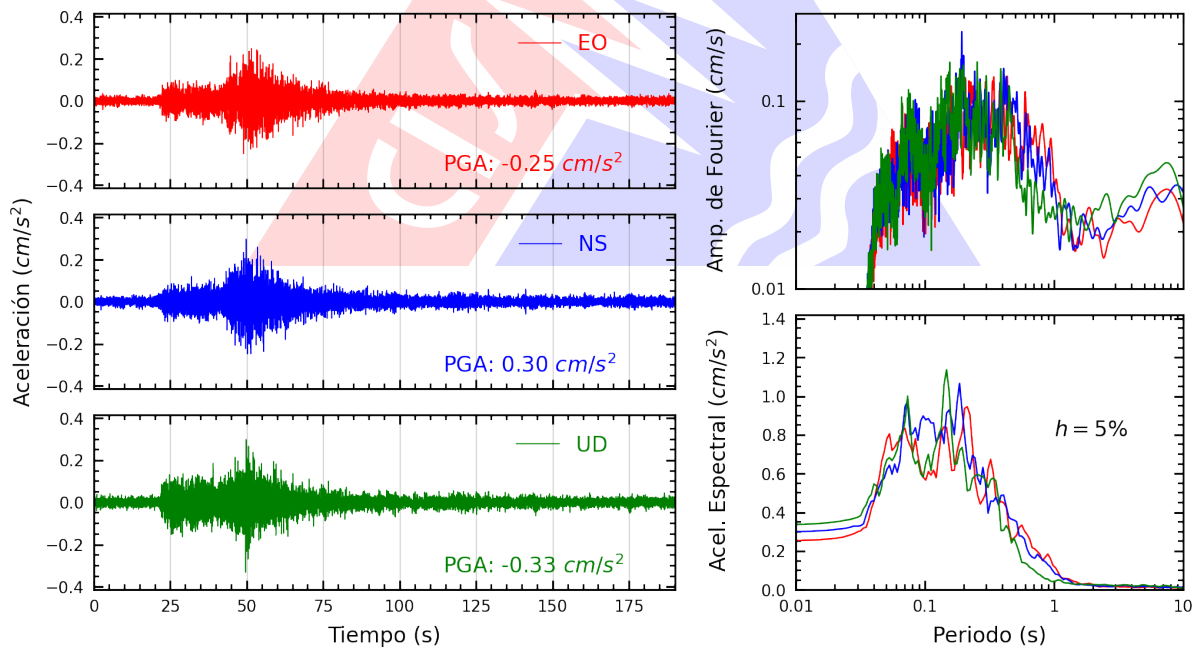 Aceleración (cm/s²)
0.4
0.2
0.0
−0.2
−0.4
EO
PGA: -0.25 cm/s²
0.4
0.2
0.0
−0.2
−0.4
NS
PGA: 0.30 cm/s²
0.4
0.2
0.0
−0.2
−0.4
UD
PGA: -0.33 cm/s²
0 25 50 75 100 125 150 175
Tiempo (s)
Amp. de Fourier (cm/s)
0.1
0.01
Acel. Espectral (cm/s²)
1.4
1.2
1.0
0.8
0.6
0.4
0.2
0.0
h = 5%
0.01 0.1 1 10
Periodo (s)